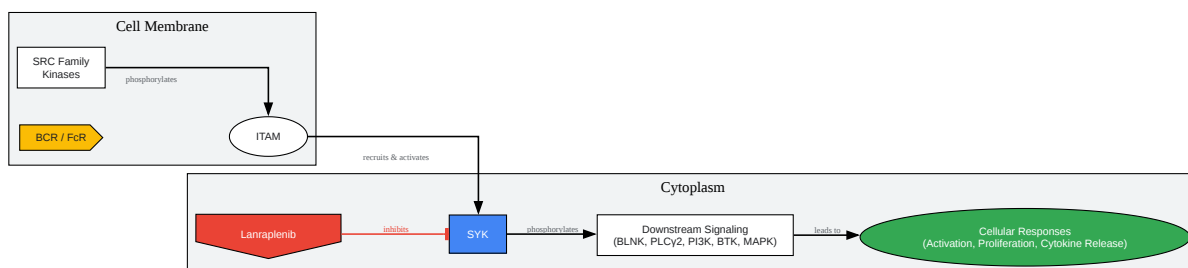 Cell Membrane
SRC Family
Kinases
phosphorylates
BCR / FcR
ITAM
recruits & activates
Cytoplasm
Lanraplenib
inhibits
SYK
phosphorylates
Downstream Signaling
(BLNK, PLCγ2, PI3K, BTK, MAPK)
leads to
Cellular Responses
(Activation, Proliferation, Cytokine Release)